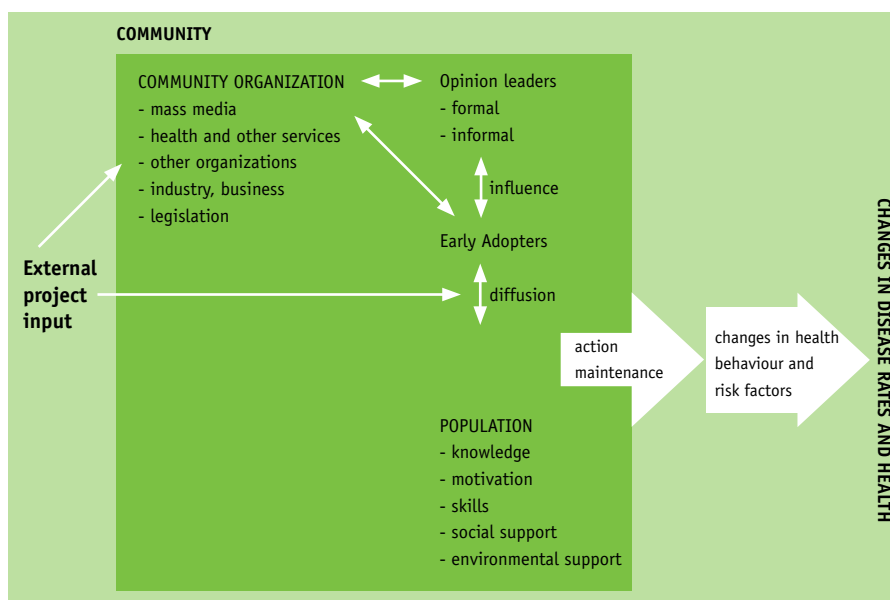 COMMUNITY
COMMUNITY ORGANIZATION
- mass media
- health and other services
- other organizations
- industry, business
- legislation
Opinion leaders
- formal
- informal
influence
Early Adopters
External
project
input
diffusion
action
maintenance
changes in health
behaviour and
risk factors
POPULATION
- knowledge
- motivation
- skills
- social support
- environmental support
CHANGES IN DISEASE RATES AND HEALTH